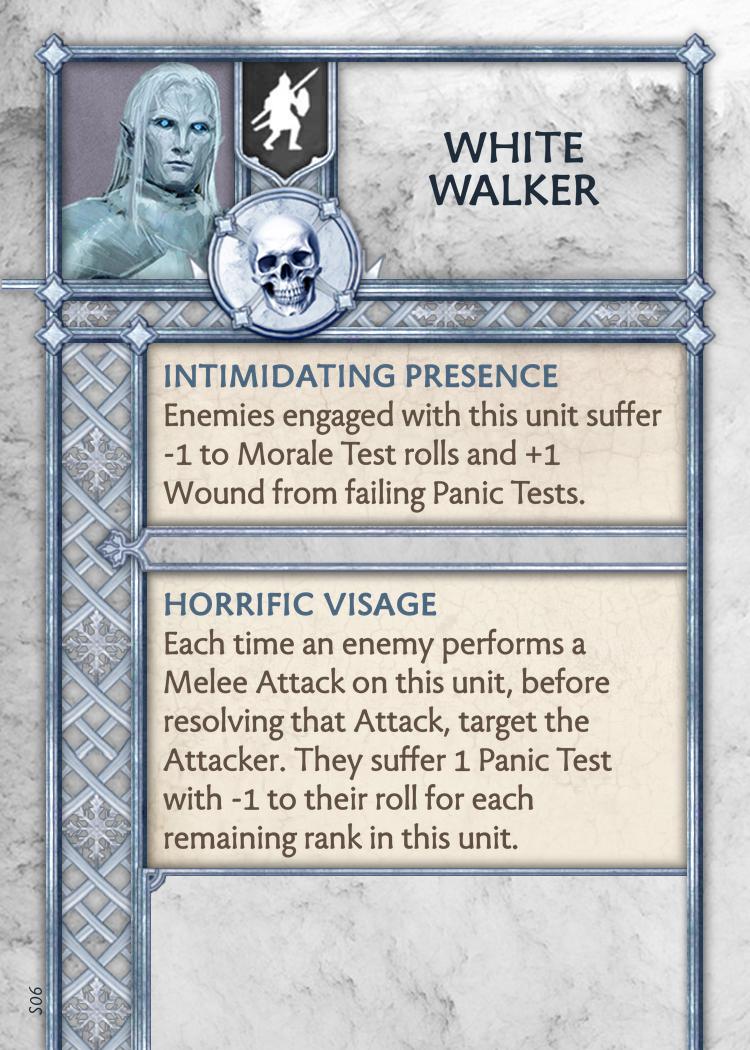 WHITE
WALKER
INTIMIDATING PRESENCE
Enemies engaged with this unit suffer
-1 to Morale Test rolls and +1
Wound from failing Panic Tests.
HORRIFIC VISAGE
Each time an enemy performs a
Melee Attack on this unit, before
resolving that Attack, target the
Attacker. They suffer 1 Panic Test
with -1 to their roll for each
remaining rank in this unit.
S06